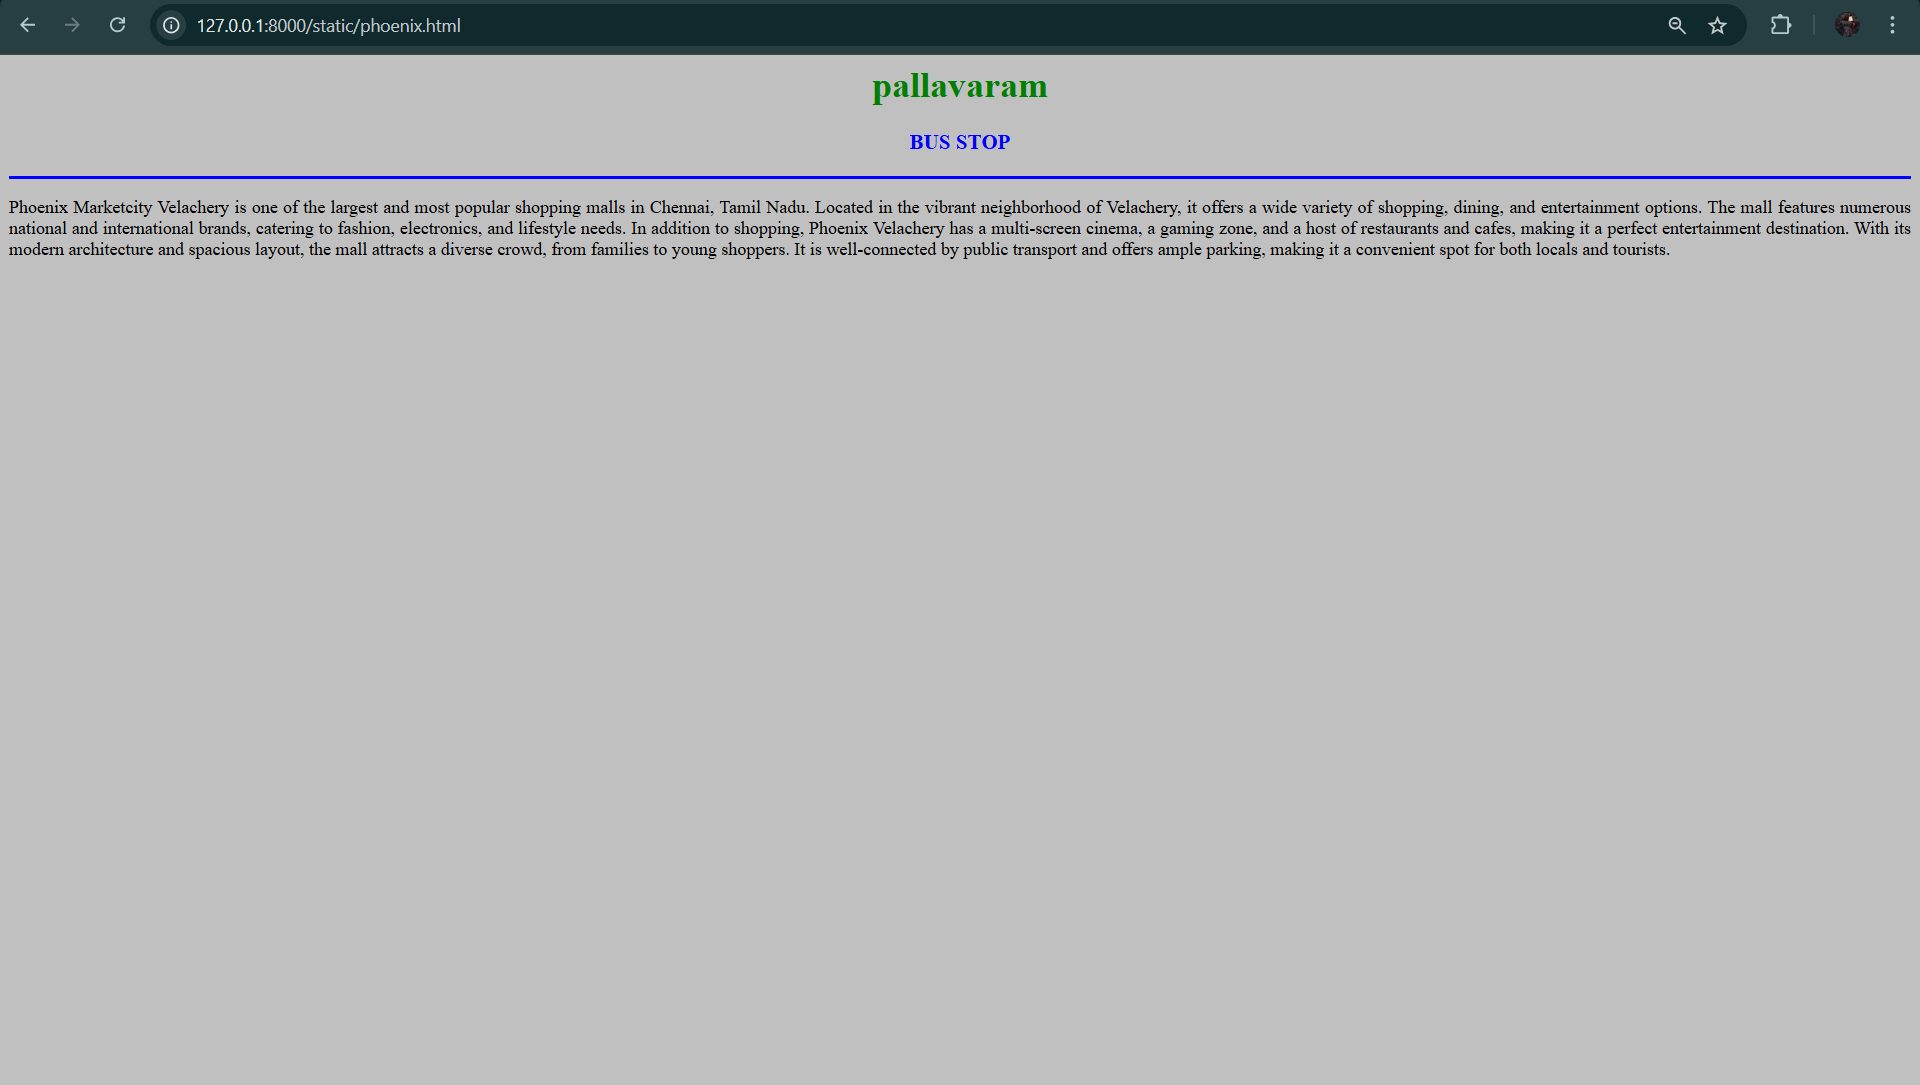 127.0.0.1:8000/static/phoenix.html
pallavaram
BUS STOP
Phoenix Marketcity Velachery is one of the largest and most popular shopping malls in Chennai, Tamil Nadu. Located in the vibrant neighborhood of Velachery, it offers a wide variety of shopping, dining, and entertainment options. The mall features numerous
national and international brands, catering to fashion, electronics, and lifestyle needs. In addition to shopping, Phoenix Velachery has a multi-screen cinema, a gaming zone, and a host of restaurants and cafes, making it a perfect entertainment destination. With its
modern architecture and spacious layout, the mall attracts a diverse crowd, from families to young shoppers. It is well-connected by public transport and offers ample parking, making it a convenient spot for both locals and tourists.